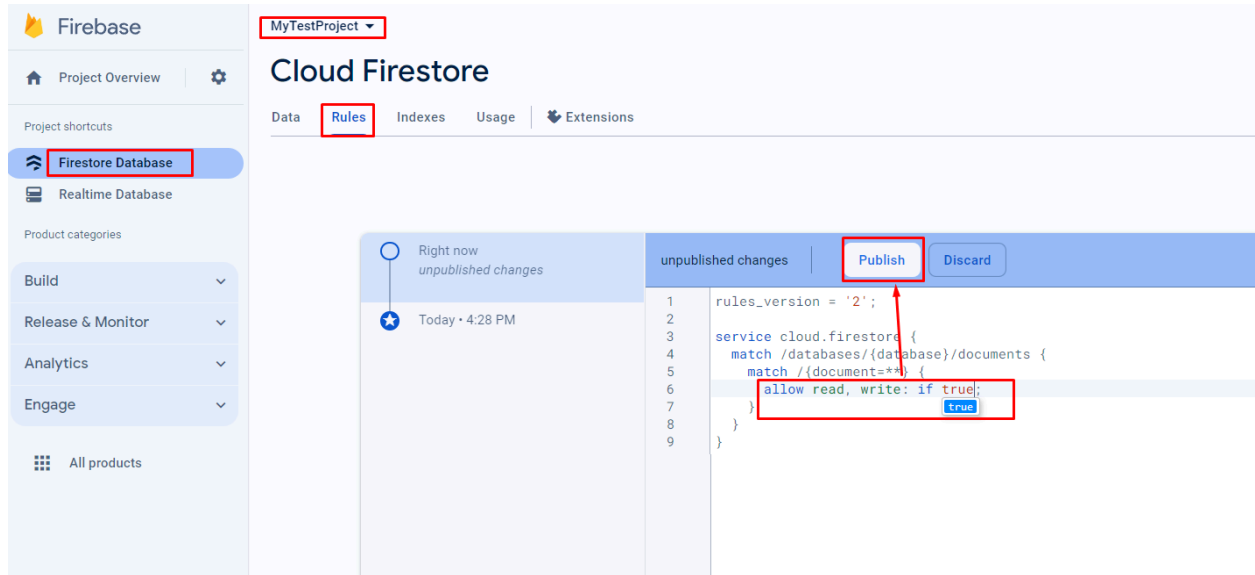 Firebase
Project Overview
Project shortcuts
Firestore Database
Realtime Database
Product categories
Build
Release & Monitor
Analytics
Engage
All products
MyTestProject
Cloud Firestore
Data Rules Indexes Usage Extensions
Right now
unpublished changes
Today • 4:28 PM
unpublished changes Publish Discard
1 rules_version = '2';
2
3 service cloud.firestore {
4 match /databases/{database}/documents {
5 match /{document=**} {
6 allow read, write: if true;
7 }
true
8 }
9 }